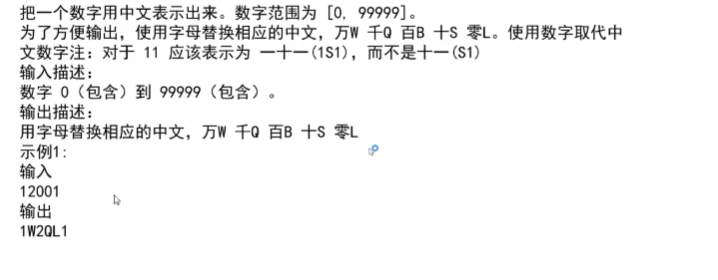 把一个数字用中文表示出来。数字范围为 [0, 99999]。
为了方便输出，使用字母替换相应的中文，万W 千Q 百B 十S 零L。使用数字取代中
文数字注：对于 11 应该表示为 一十一(1S1)，而不是十一(S1)
输入描述：
数字 0（包含）到 99999（包含）。
输出描述：
用字母替换相应的中文，万W 千Q 百B 十S 零L
示例1：
输入
12001
输出
1W2QL1